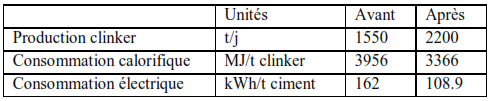 Unités Avant Après
Production clinker t/j 1550 2200
Consommation calorifique MJ/t clinker 3956 3366
Consommation électrique kWh/t ciment 162 108.9